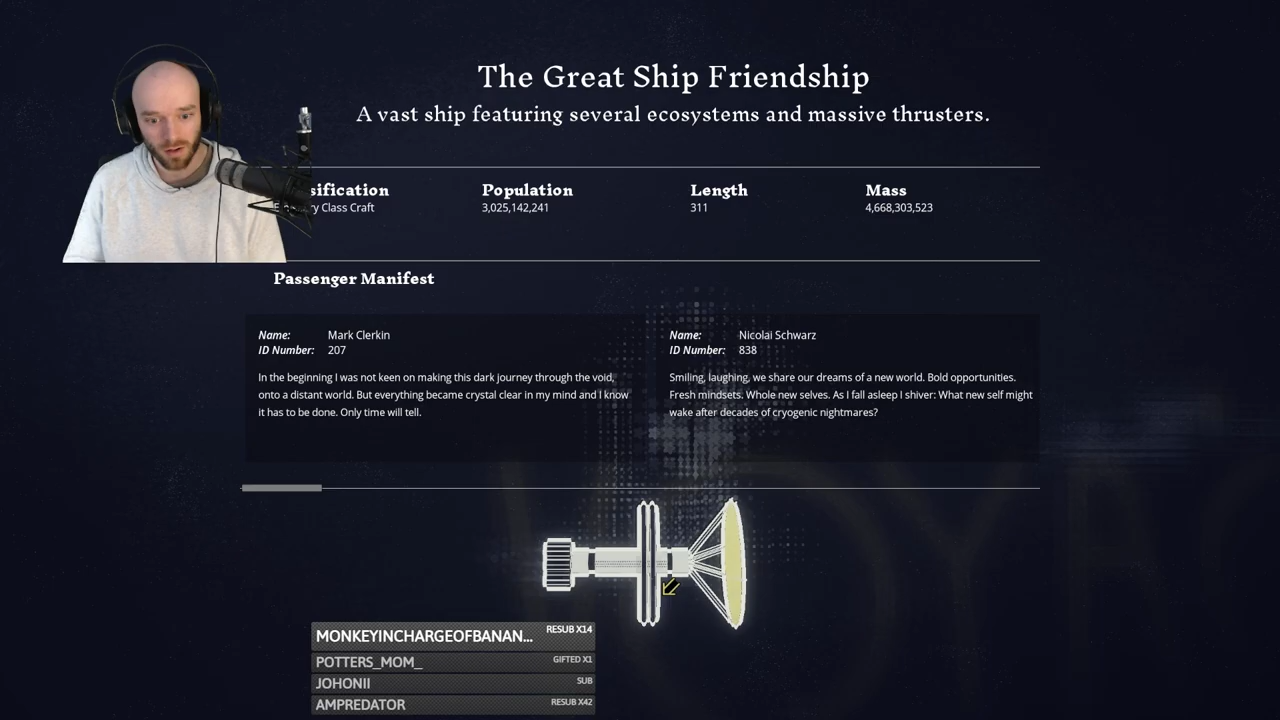 The Great Ship Friendship
A vast ship featuring several ecosystems and massive thrusters.
sification Population Length Mass
Class Craft 3,025,142,241 311 4,668,303,523
Passenger Manifest
Name: Mark Clerkin
ID Number: 207
In the beginning I was not keen on making this dark journey through the void,
onto a distant world. But everything became crystal clear in my mind and I know
it has to be done. Only time will tell.
Name: Nicolai Schwarz
ID Number: 838
Smiling, laughing, we share our dreams of a new world. Bold opportunities.
Fresh mindsets. Whole new selves. As I fall asleep I shiver: What new self might
wake after decades of cryogenic nightmares?
MONKEYINCHARGEOFBANAN... RESUB X14
POTTERS_MOM_ GIFTED X1
JOHONII SUB
AMPREDATOR RESUB X42